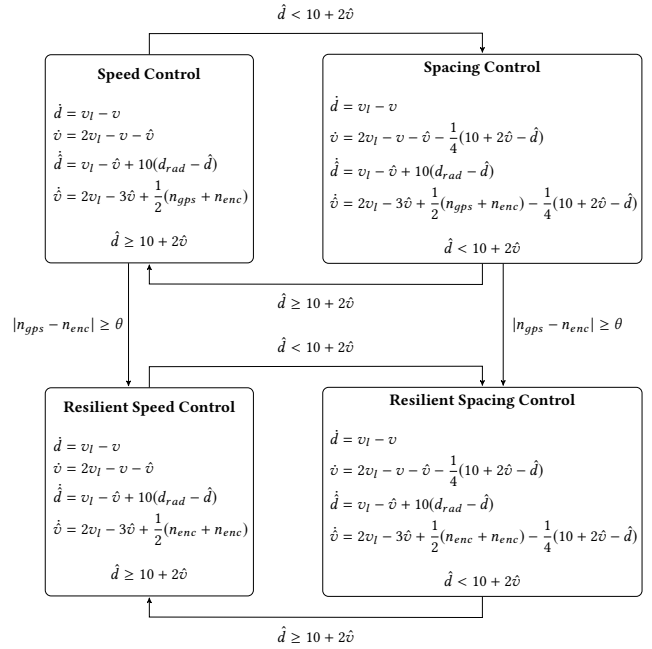 d̂ < 10 + 2v̂
Speed Control
ḋ = v_l − v
v̇ = 2v_l − v − v̂
d̂̇ = v_l − v̂ + 10(d_rad − d̂)
v̂̇ = 2v_l − 3v̂ + 1/2(n_gps + n_enc)
d̂ ≥ 10 + 2v̂
Spacing Control
ḋ = v_l − v
v̇ = 2v_l − v − v̂ − 1/4(10 + 2v̂ − d̂)
d̂̇ = v_l − v̂ + 10(d_rad − d̂)
v̂̇ = 2v_l − 3v̂ + 1/2(n_gps + n_enc) − 1/4(10 + 2v̂ − d̂)
d̂ < 10 + 2v̂
d̂ ≥ 10 + 2v̂
|n_gps − n_enc| ≥ θ
|n_gps − n_enc| ≥ θ
d̂ < 10 + 2v̂
Resilient Speed Control
ḋ = v_l − v
v̇ = 2v_l − v − v̂
d̂̇ = v_l − v̂ + 10(d_rad − d̂)
v̂̇ = 2v_l − 3v̂ + 1/2(n_enc + n_enc)
d̂ ≥ 10 + 2v̂
Resilient Spacing Control
ḋ = v_l − v
v̇ = 2v_l − v − v̂ − 1/4(10 + 2v̂ − d̂)
d̂̇ = v_l − v̂ + 10(d_rad − d̂)
v̂̇ = 2v_l − 3v̂ + 1/2(n_enc + n_enc) − 1/4(10 + 2v̂ − d̂)
d̂ < 10 + 2v̂
d̂ ≥ 10 + 2v̂